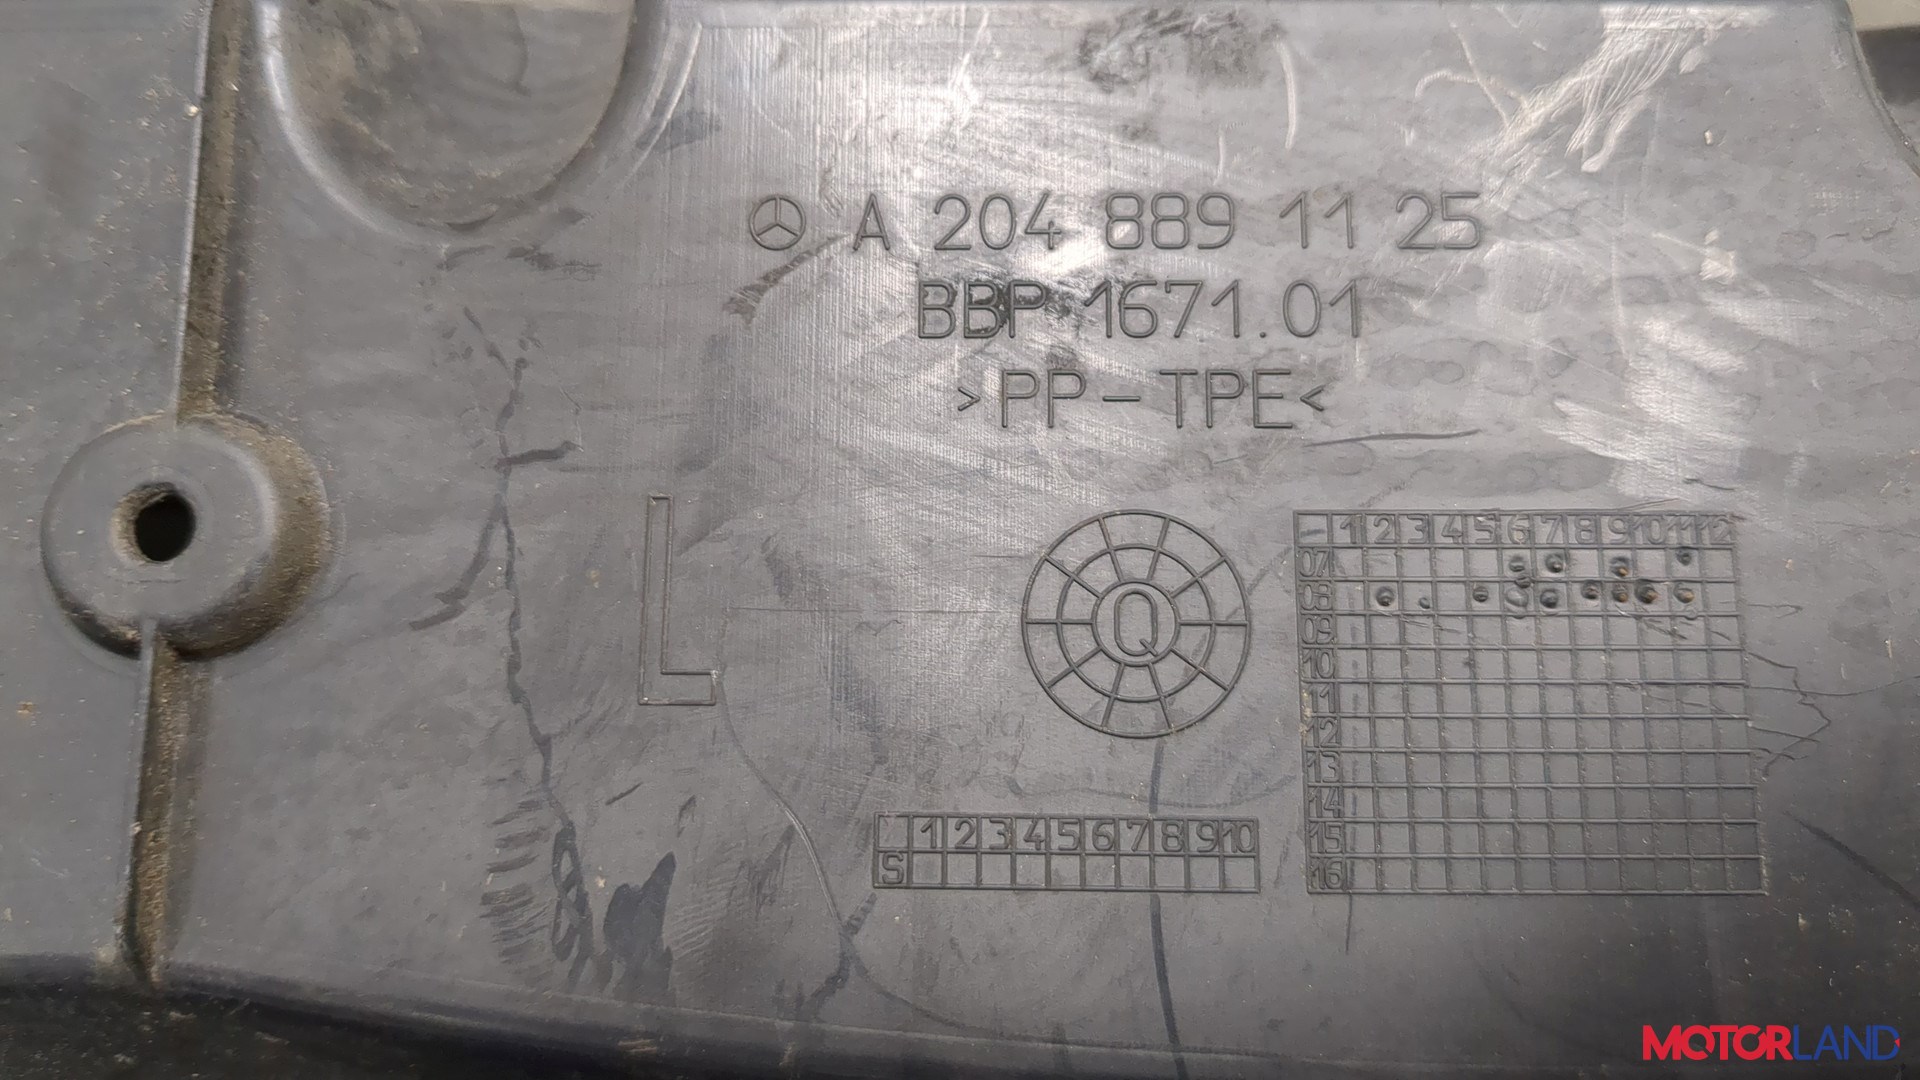 A 204 889 11 25
BBP 1671.01
>PP-TPE<
L
Q
- 1 2 3 4 5 6 7 8 9 10 11 12
07
08
09
10
11
12
13
14
15
16
1 2 3 4 5 6 7 8 9 10
S
MOTORLAND